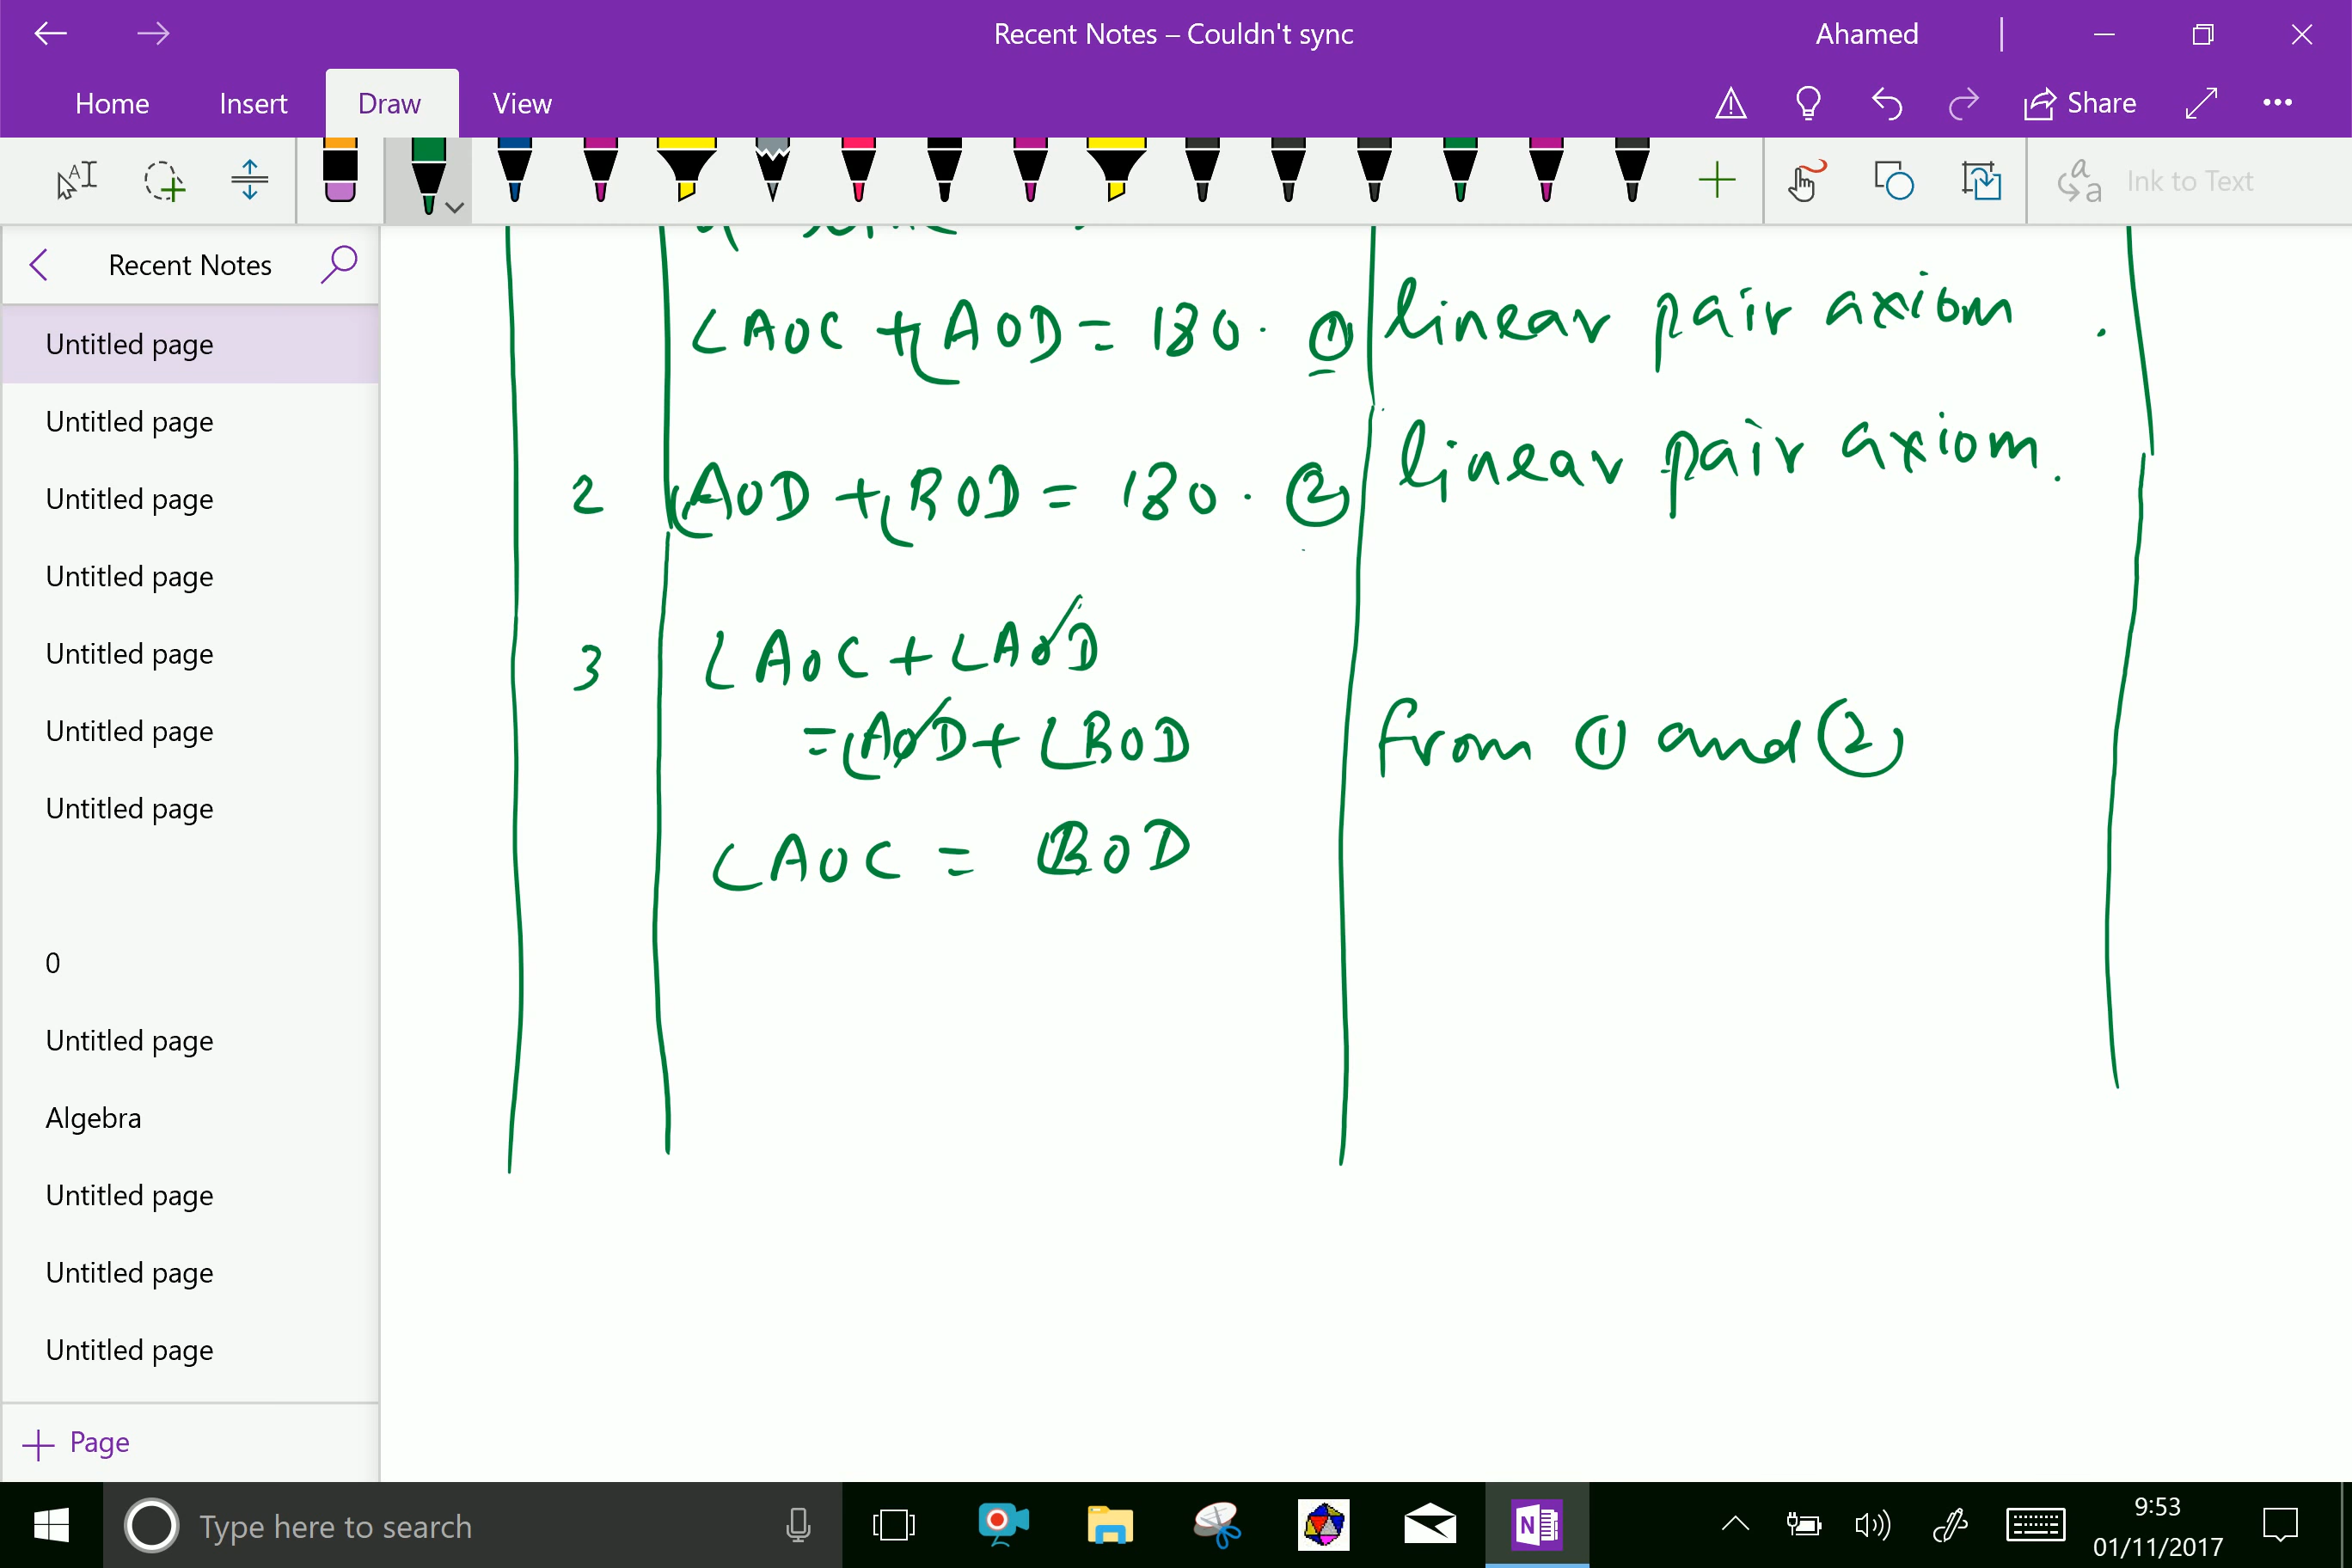 Recent Notes – Couldn't sync
Ahamed
Home Insert Draw View
Share
Ink to Text
Recent Notes
Untitled page
Untitled page
Untitled page
Untitled page
Untitled page
Untitled page
Untitled page
0
Untitled page
Algebra
Untitled page
Untitled page
Untitled page
Page
∠AOC + ∠AOD = 180. ① linear pair axiom.
2 ∠AOD + ∠BOD = 180. ② linear pair axiom.
3 ∠AOC + ∠AOD
= ∠AOD + ∠BOD from ① and ②
∠AOC = ∠BOD
Type here to search
9:53
01/11/2017